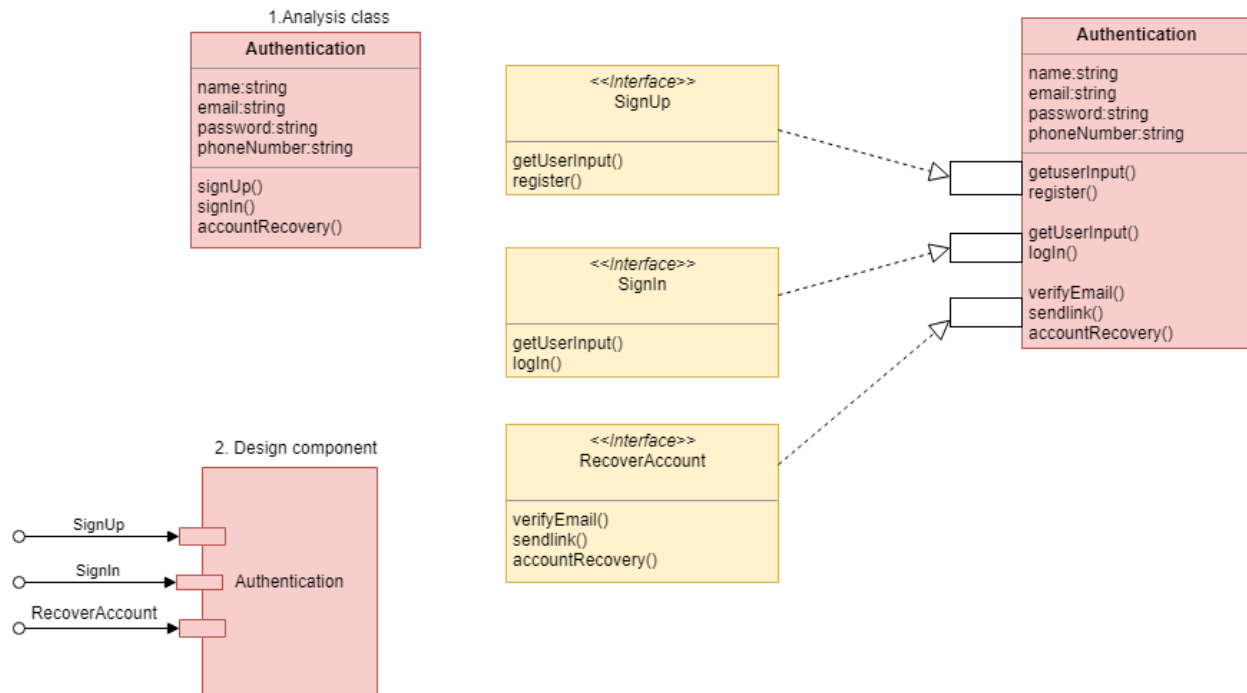 1.Analysis class
Authentication
name:string
email:string
password:string
phoneNumber:string
signUp()
signIn()
accountRecovery()
<<Interface>>
SignUp
getUserInput()
register()
<<Interface>>
SignIn
getUserInput()
logIn()
<<Interface>>
RecoverAccount
verifyEmail()
sendlink()
accountRecovery()
Authentication
name:string
email:string
password:string
phoneNumber:string
getuserInput()
register()
getUserInput()
logIn()
verifyEmail()
sendlink()
accountRecovery()
2. Design component
SignUp
SignIn
RecoverAccount
Authentication